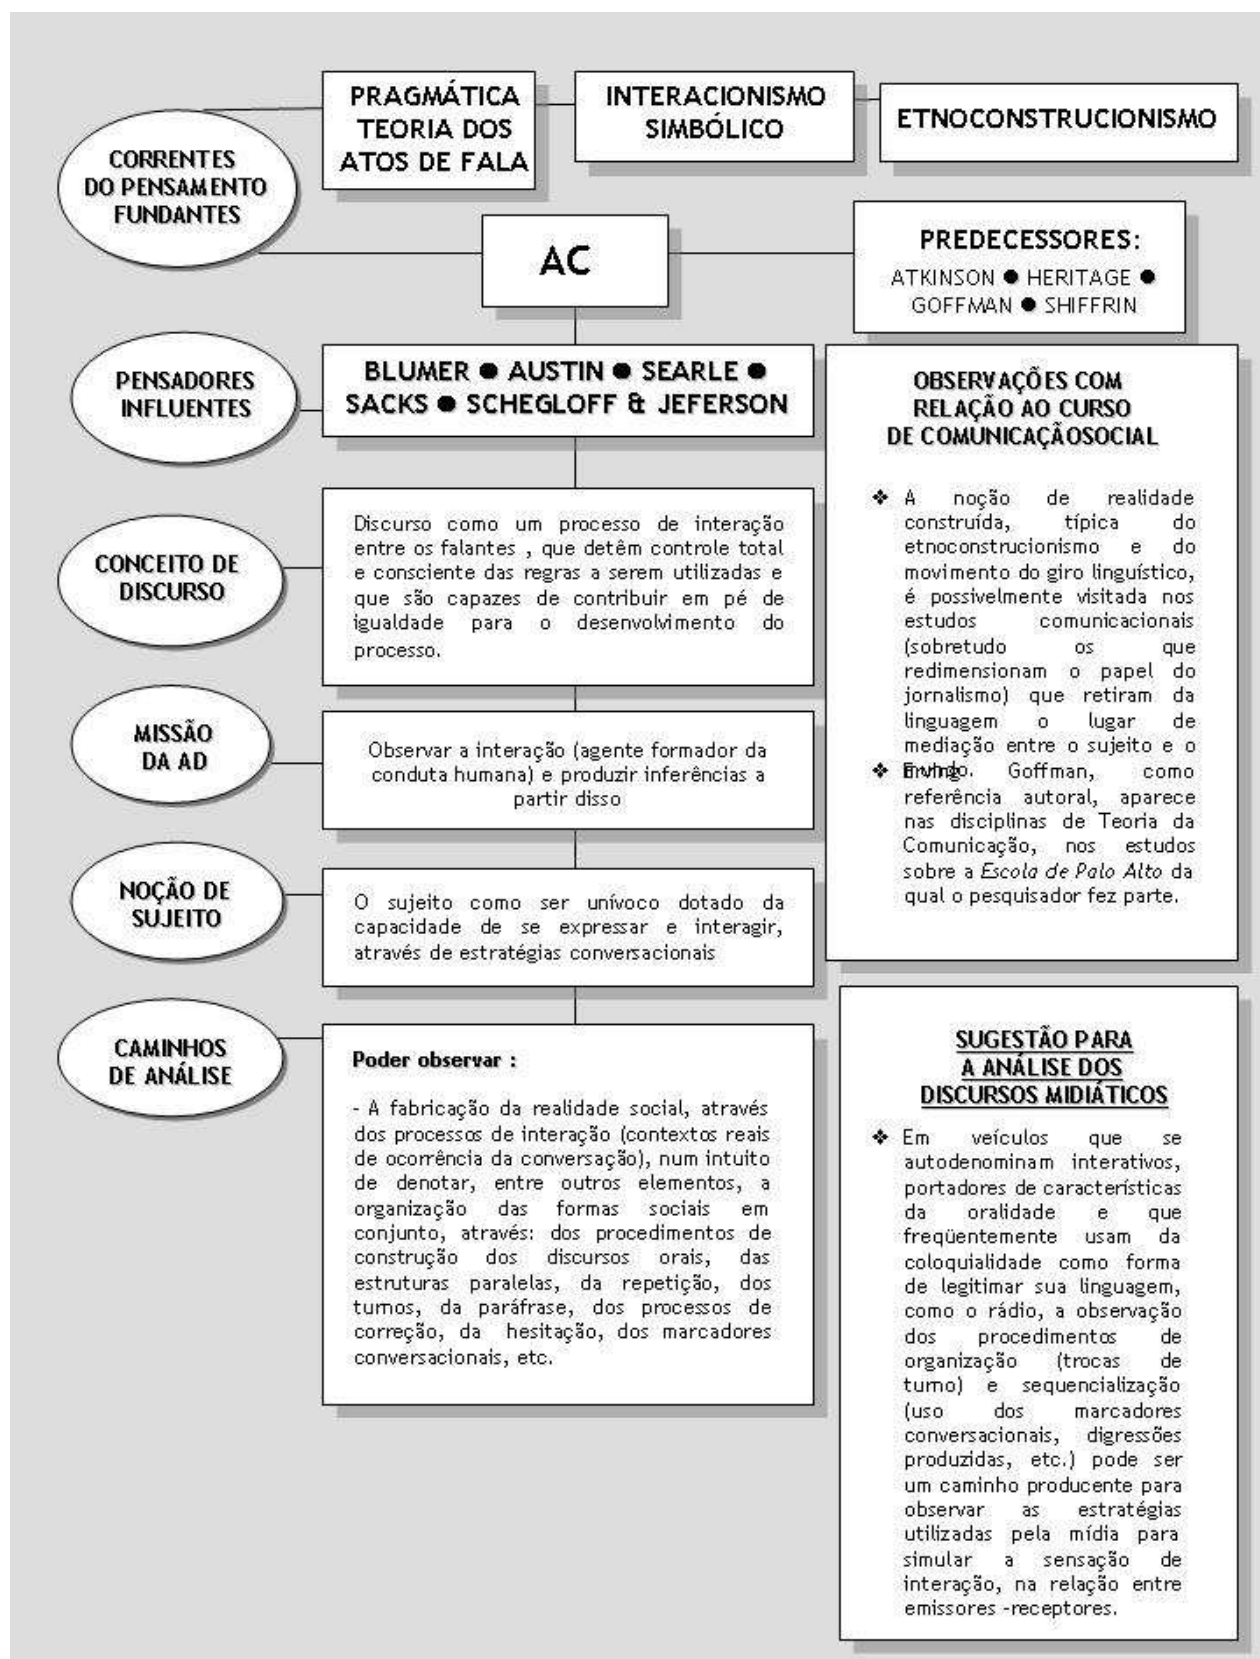 CORRENTES
DO PENSAMENTO
FUNDANTES
PRAGMÁTICA
TEORIA DOS
ATOS DE FALA
INTERACIONISMO
SIMBÓLICO
ETNOCONSTRUCIONISMO
AC
PREDECESSORES:
ATKINSON ● HERITAGE ●
GOFFMAN ● SHIFFRIN
PENSADORES
INFLUENTES
BLUMER ● AUSTIN ● SEARLE ●
SACKS ● SCHEGLOFF & JEFERSON
CONCEITO DE
DISCURSO
Discurso como um processo de interação
entre os falantes , que detêm controle total
e consciente das regras a serem utilizadas e
que são capazes de contribuir em pé de
igualdade para o desenvolvimento do
processo.
MISSÃO
DA AD
Observar a interação (agente formador da
conduta humana) e produzir inferências a
partir disso
NOÇÃO DE
SUJEITO
O sujeito como ser unívoco dotado da
capacidade de se expressar e interagir,
através de estratégias conversacionais
CAMINHOS
DE ANÁLISE
Poder observar :
- A fabricação da realidade social, através
dos processos de interação (contextos reais
de ocorrência da conversação), num intuito
de denotar, entre outros elementos, a
organização das formas sociais em
conjunto, através: dos procedimentos de
construção dos discursos orais, das
estruturas paralelas, da repetição, dos
turnos, da paráfrase, dos processos de
correção, da hesitação, dos marcadores
conversacionais, etc.
OBSERVAÇÕES COM
RELAÇÃO AO CURSO
DE COMUNICAÇÃOSOCIAL
❖ A noção de realidade
construída, típica do
etnoconstrucionismo e do
movimento do giro linguístico,
é possivelmente visitada nos
estudos comunicacionais
(sobretudo os que
redimensionam o papel do
jornalismo) que retiram da
linguagem o lugar de
mediação entre o sujeito e o
mundo.
❖ Erving Goffman, como
referência autoral, aparece
nas disciplinas de Teoria da
Comunicação, nos estudos
sobre a Escola de Palo Alto da
qual o pesquisador fez parte.
SUGESTÃO PARA
A ANÁLISE DOS
DISCURSOS MIDIÁTICOS
❖ Em veículos que se
autodenominam interativos,
portadores de características
da oralidade e que
freqüentemente usam da
coloquialidade como forma
de legitimar sua linguagem,
como o rádio, a observação
dos procedimentos de
organização (trocas de
turno) e sequencialização
(uso dos marcadores
conversacionais, digressões
produzidas, etc.) pode ser
um caminho producente para
observar as estratégias
utilizadas pela mídia para
simular a sensação de
interação, na relação entre
emissores -receptores.